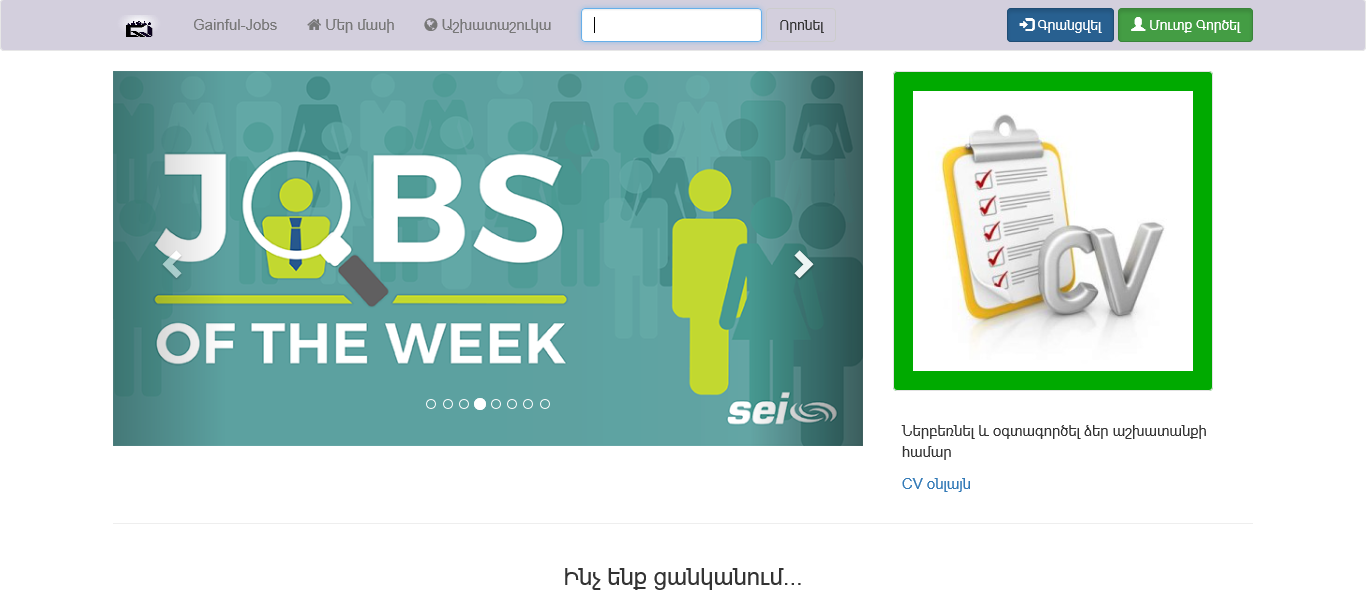 Gainful-Jobs Մեր մասի Աշխատաշուկա Որոնել Գրանցվել Մուտք Գործել
JOBS
OF THE WEEK
sei
CV
Ներբեռնել և օգտագործել ձեր աշխատանքի
համար
CV օնլայն
Ինչ ենք ցանկանում...